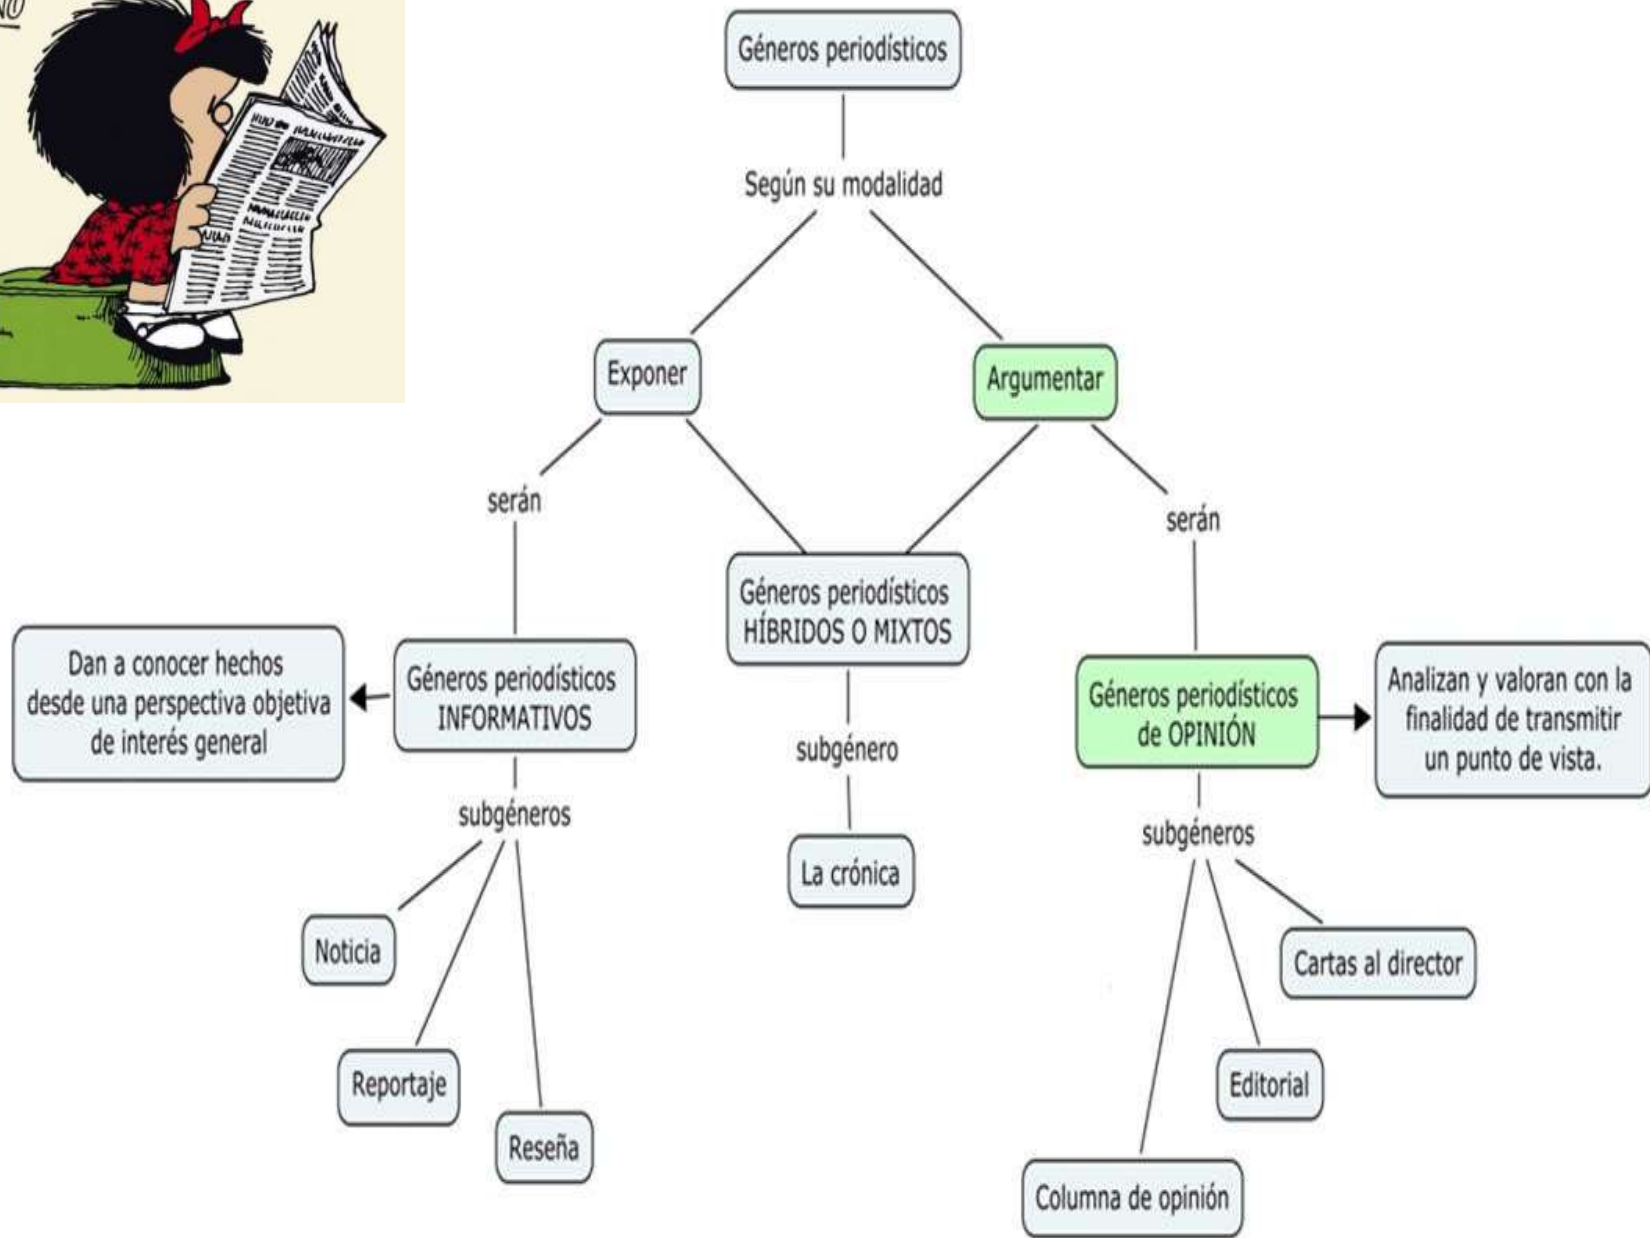 Géneros periodísticos
Según su modalidad
Exponer
Argumentar
serán
serán
Géneros periodísticos
HÍBRIDOS O MIXTOS
Dan a conocer hechos
desde una perspectiva objetiva
de interés general
Géneros periodísticos
INFORMATIVOS
Géneros periodísticos
de OPINIÓN
Analizan y valoran con la
finalidad de transmitir
un punto de vista.
subgénero
subgéneros
subgéneros
La crónica
Noticia
Cartas al director
Reportaje
Editorial
Reseña
Columna de opinión